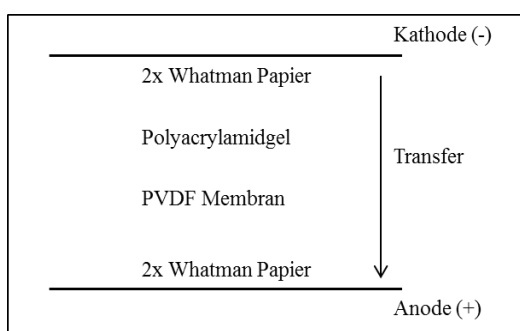 Kathode (-)
2x Whatman Papier
Polyacrylamidgel
Transfer
PVDF Membran
2x Whatman Papier
Anode (+)